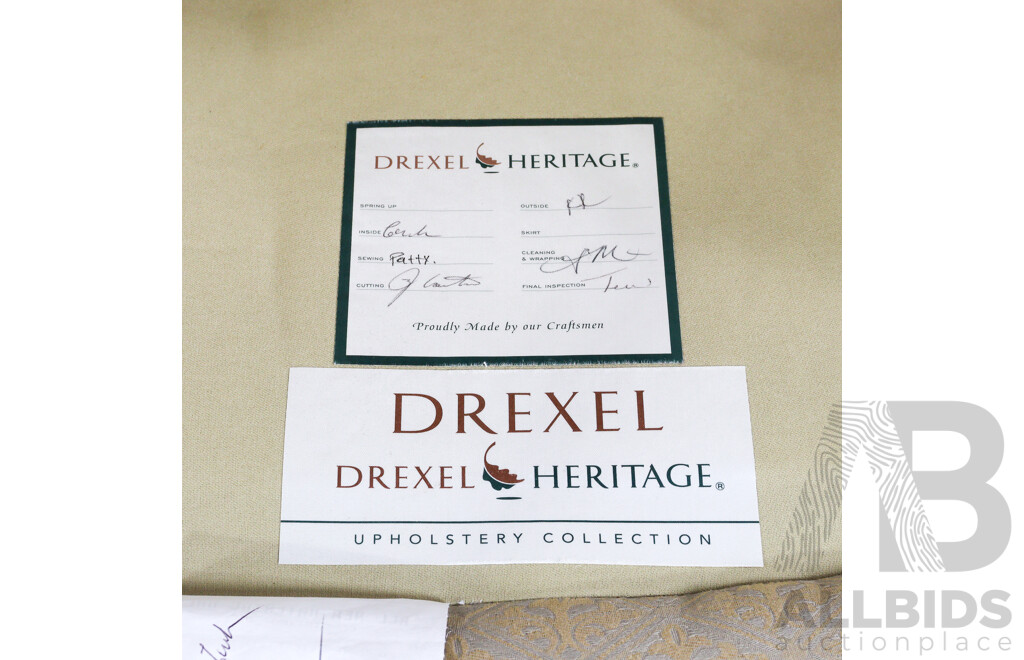 DREXEL HERITAGE®
SPRING UP
OUTSIDE
INSIDE
SKIRT
SEWING Patty.
CLEANING & WRAPPING
CUTTING
FINAL INSPECTION
Proudly Made by our Craftsmen
DREXEL
DREXEL HERITAGE®
UPHOLSTERY COLLECTION
AB
ALLBIDS
auctionplace